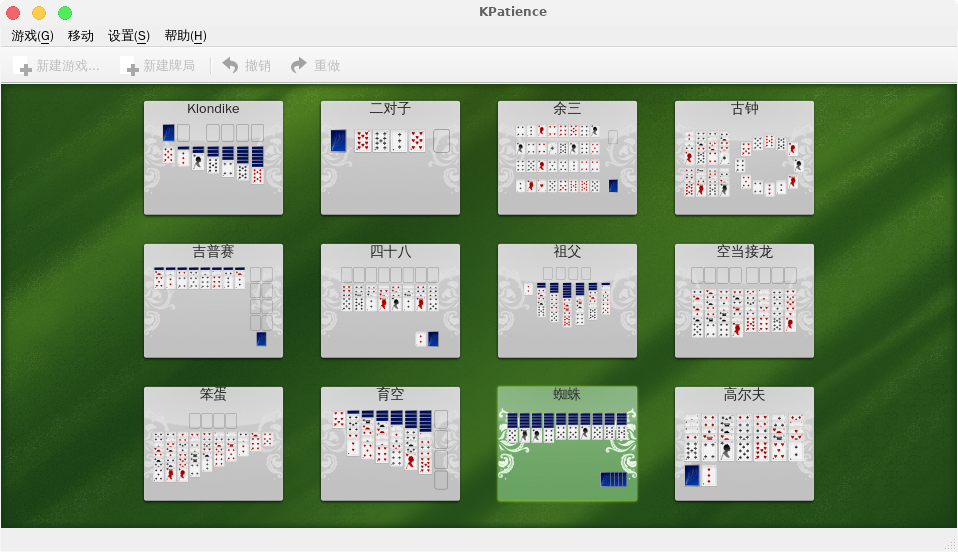 KPatience
游戏(G) 移动 设置(S) 帮助(H)
新建游戏... 新建牌局 撤销 重做
Klondike 二对子 余三 古钟
吉普赛 四十八 祖父 空当接龙
笨蛋 育空 蜘蛛 高尔夫